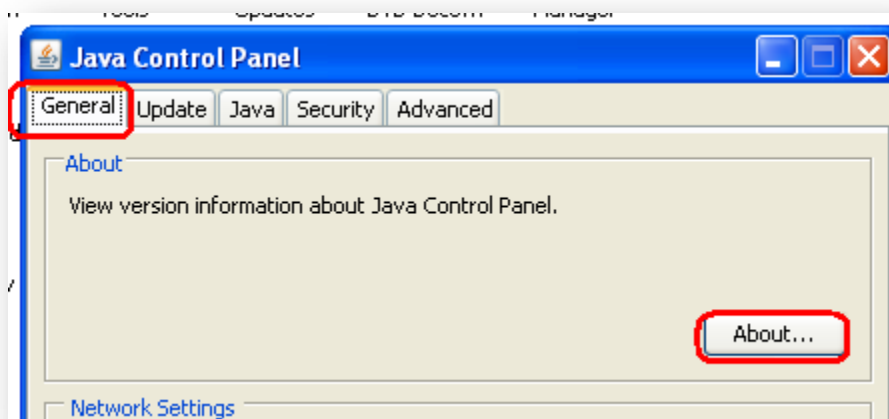 Java Control Panel
General Update Java Security Advanced
About
View version information about Java Control Panel.
About...
Network Settings